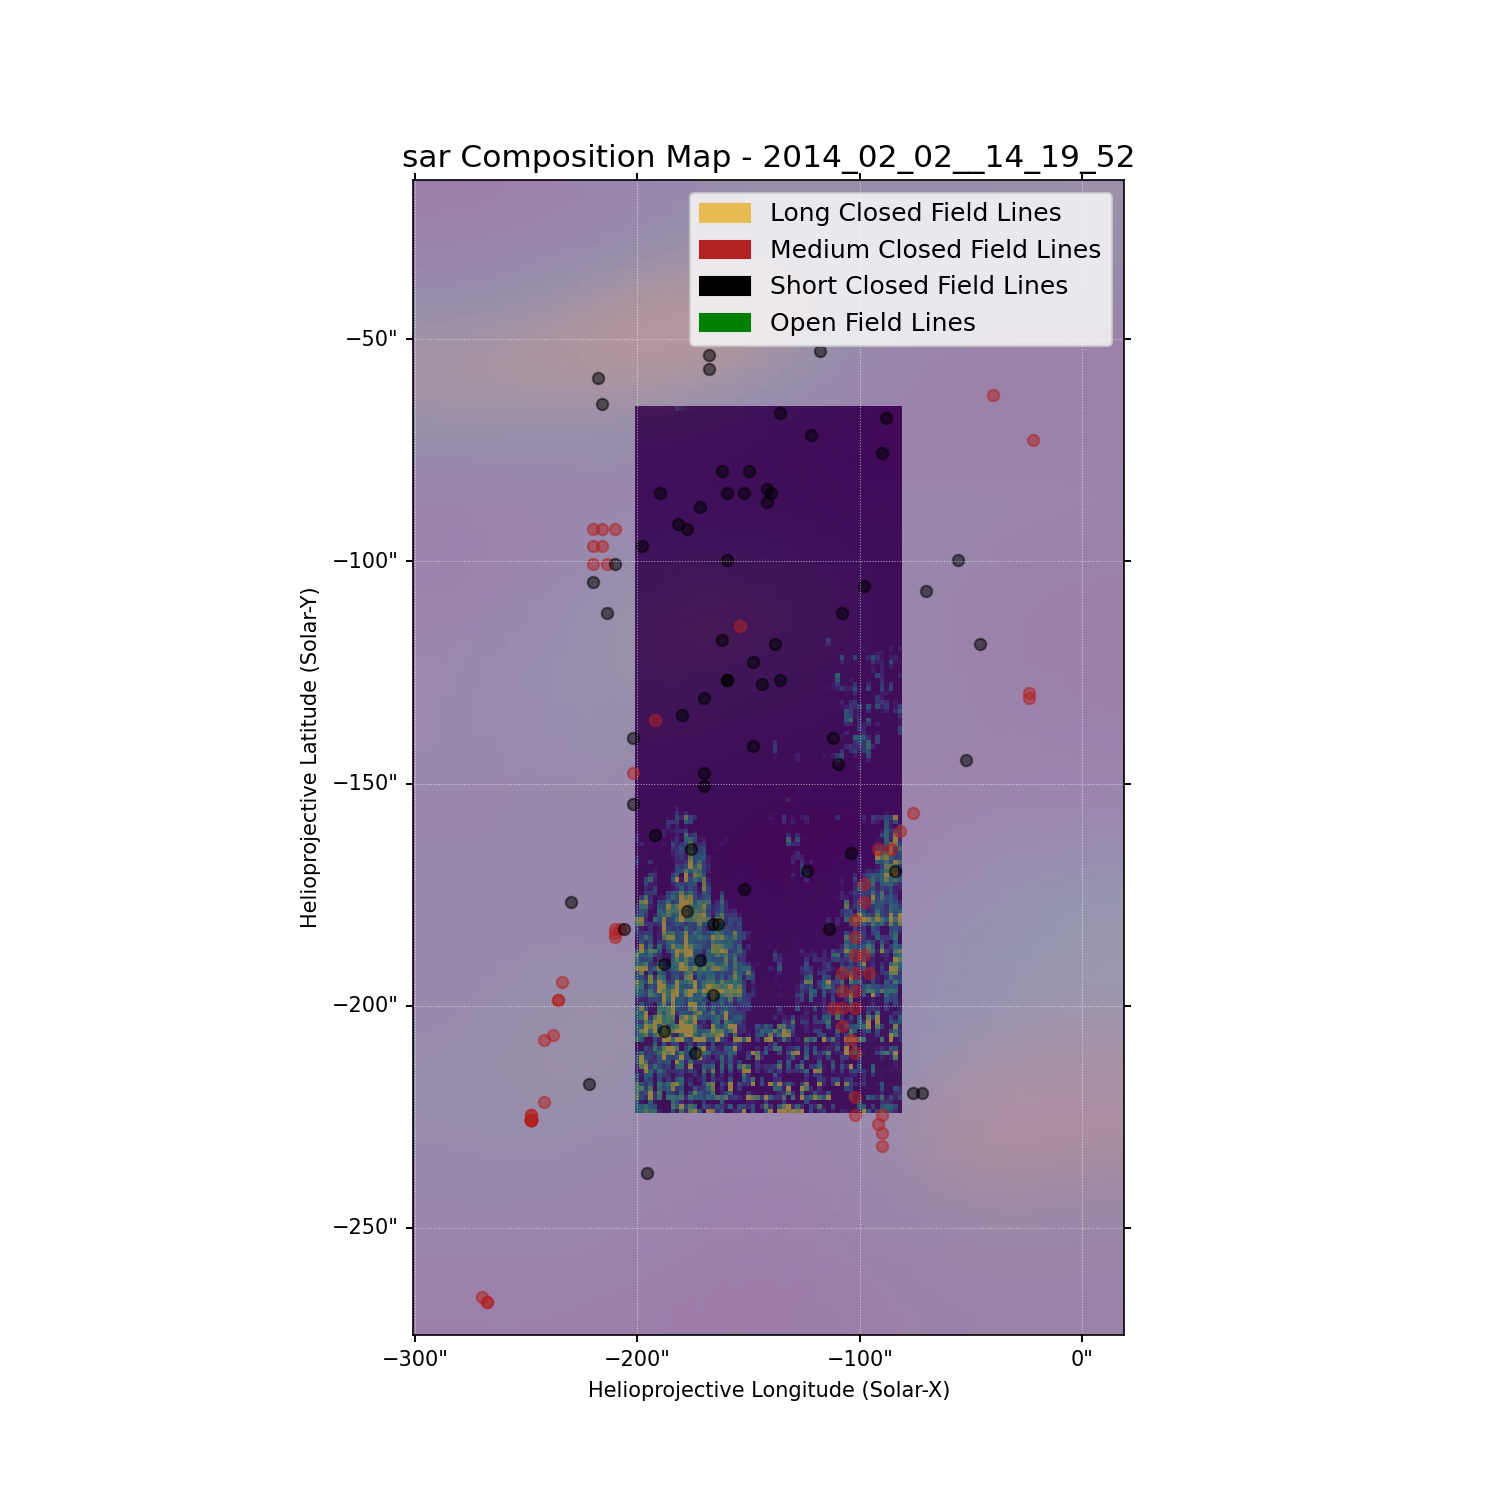 sar Composition Map - 2014_02_02__14_19_52
Long Closed Field Lines
Medium Closed Field Lines
Short Closed Field Lines
Open Field Lines
−50"
−100"
−150"
−200"
−250"
Helioprojective Latitude (Solar-Y)
−300"
−200"
−100"
0"
Helioprojective Longitude (Solar-X)